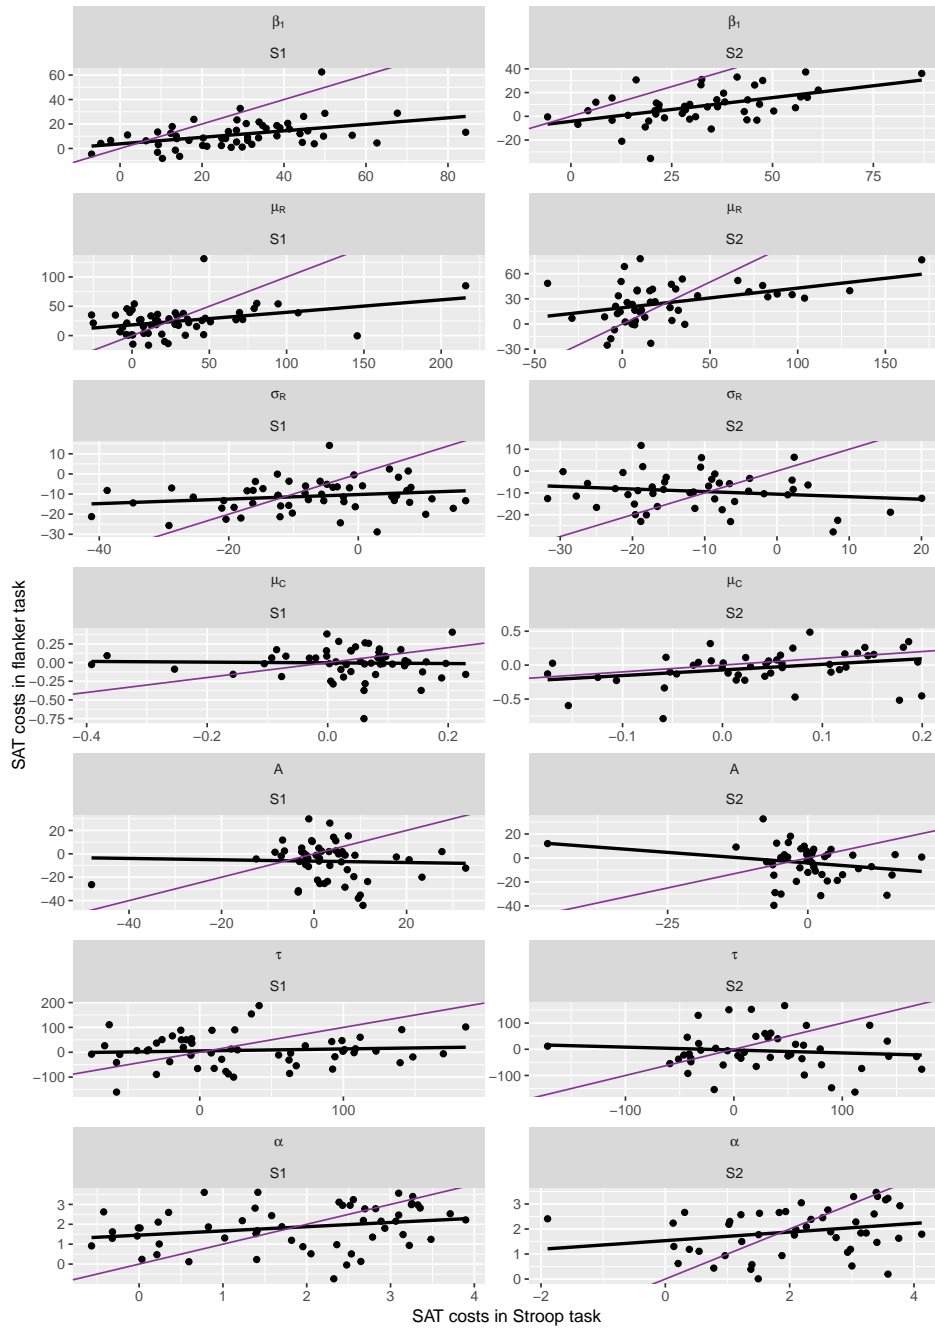 β1 β1
S1 S2
60
40
20
0
0 20 40 60 80
40
20
0
−20
0 25 50 75
μR μR
S1 S2
100
50
0
0 50 100 150 200
60
30
0
−30
−50 0 50 100 150
σR σR
S1 S2
10
0
−10
−20
−30
−40 −20 0
10
0
−10
−20
−30 −20 −10 0 10 20
μC μC
S1 S2
0.25
0.00
−0.25
−0.50
−0.75
−0.4 −0.2 0.0 0.2
0.5
0.0
−0.5
−0.1 0.0 0.1 0.2
A A
S1 S2
20
0
−20
−40
−40 −20 0 20
20
0
−20
−40
−25 0
τ τ
S1 S2
200
100
0
−100
0 100
100
0
−100
−100 0 100
α α
S1 S2
3
2
1
0
0 1 2 3 4
3
2
1
0
−2 0 2 4
SAT costs in flanker task
SAT costs in Stroop task